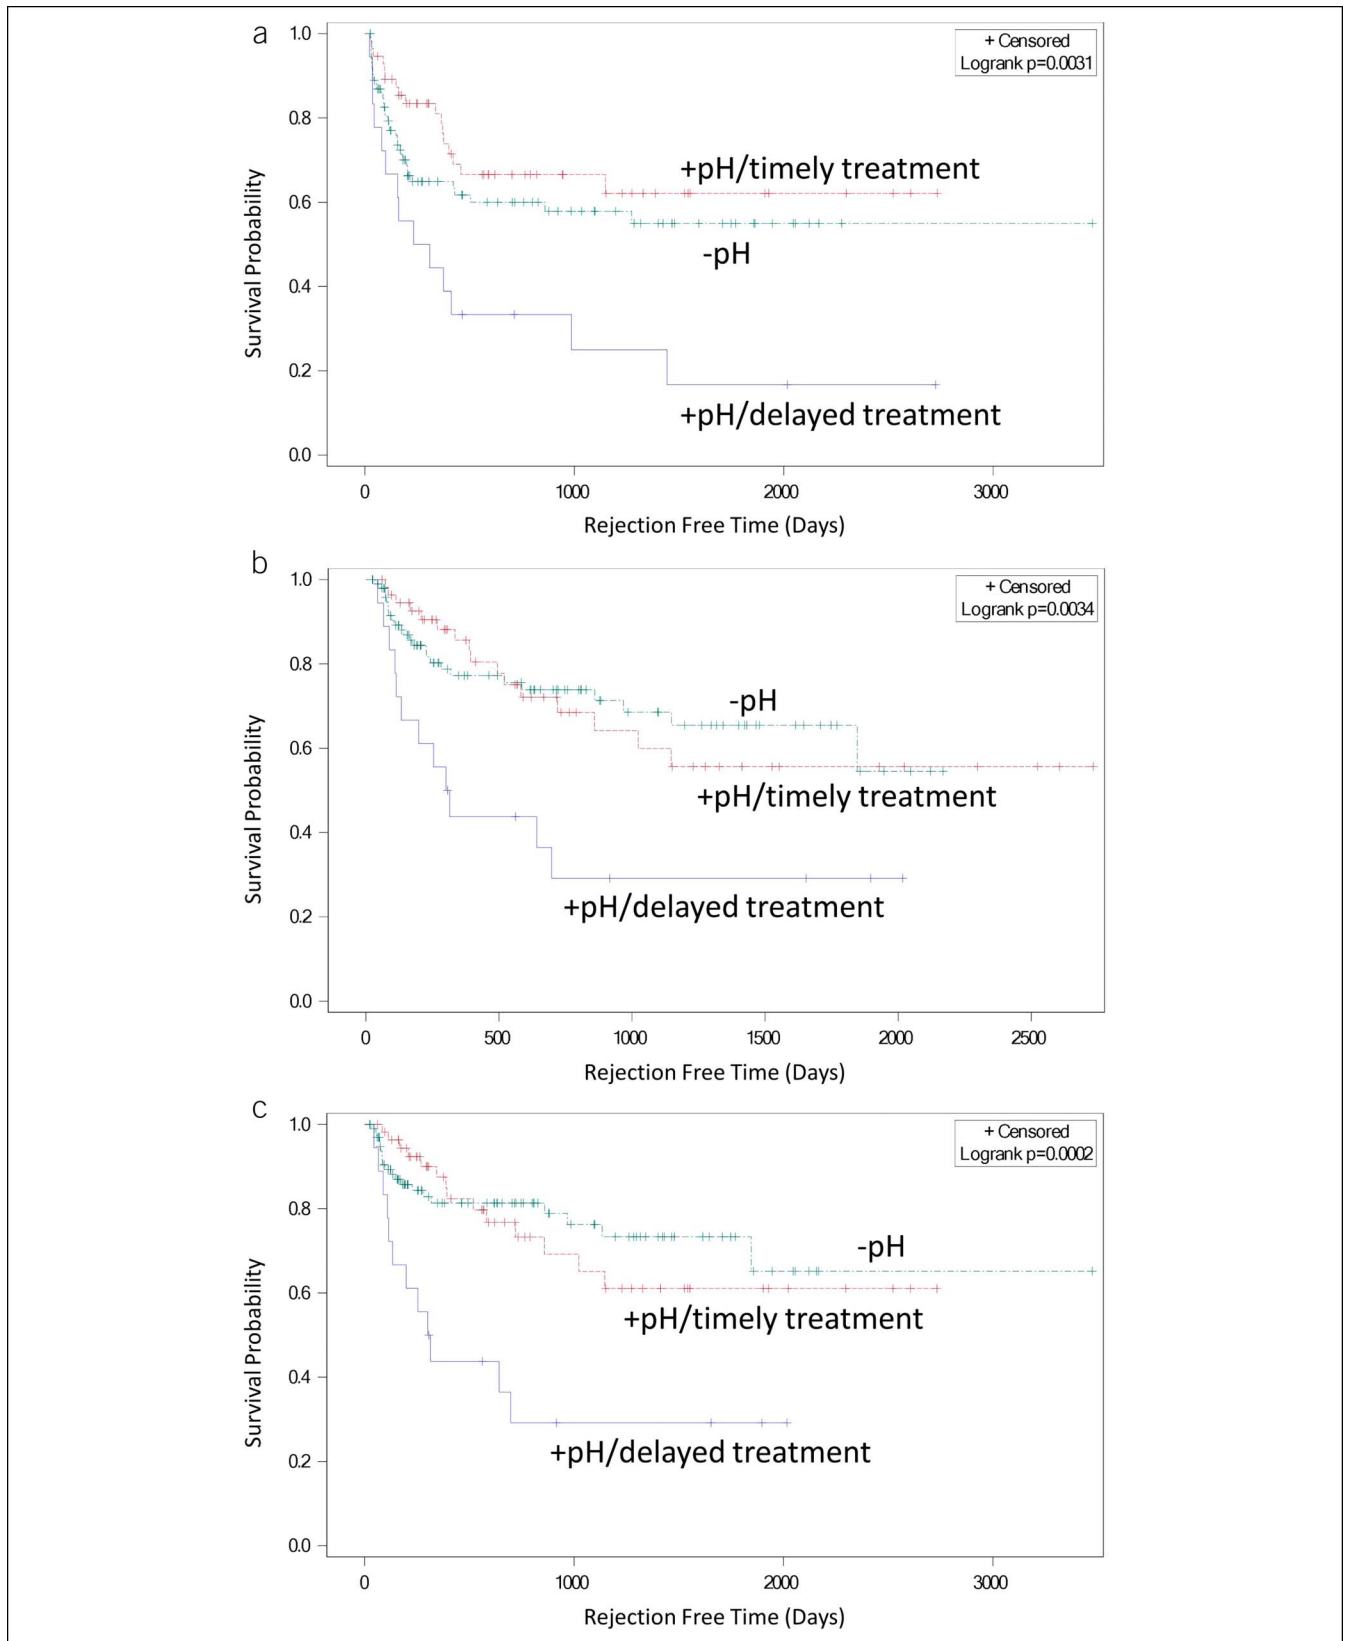 a
+ Censored
Logrank p=0.0031
1.0
0.8
0.6
0.4
0.2
0.0
Survival Probability
+pH/timely treatment
-pH
+pH/delayed treatment
0 1000 2000 3000
Rejection Free Time (Days)
b
+ Censored
Logrank p=0.0034
1.0
0.8
0.6
0.4
0.2
0.0
Survival Probability
-pH
+pH/timely treatment
+pH/delayed treatment
0 500 1000 1500 2000 2500
Rejection Free Time (Days)
c
+ Censored
Logrank p=0.0002
1.0
0.8
0.6
0.4
0.2
0.0
Survival Probability
-pH
+pH/timely treatment
+pH/delayed treatment
0 1000 2000 3000
Rejection Free Time (Days)